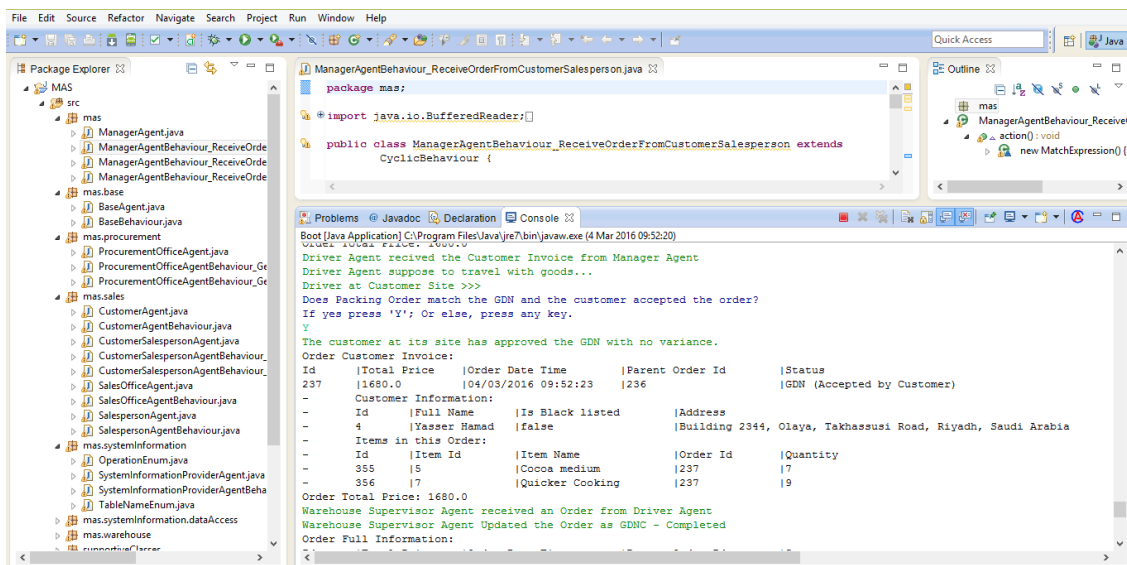 File Edit Source Refactor Navigate Search Project Run Window Help
Quick Access
Java
Package Explorer
MAS
src
mas
ManagerAgent.java
ManagerAgentBehaviour_ReceiveOrde
ManagerAgentBehaviour_ReceiveOrde
ManagerAgentBehaviour_ReceiveOrde
mas.base
BaseAgent.java
BaseBehaviour.java
mas.procurement
ProcurementOfficeAgent.java
ProcurementOfficeAgentBehaviour_Ge
ProcurementOfficeAgentBehaviour_Ge
mas.sales
CustomerAgent.java
CustomerAgentBehaviour.java
CustomerSalespersonAgent.java
CustomerSalespersonAgentBehaviour_
CustomerSalespersonAgentBehaviour_
SalesOfficeAgent.java
SalesOfficeAgentBehaviour.java
SalespersonAgent.java
SalespersonAgentBehaviour.java
mas.systemInformation
OperationEnum.java
SystemInformationProviderAgent.java
SystemInformationProviderAgentBeha
TableNameEnum.java
mas.systemInformation.dataAccess
mas.warehouse
supportiveClasses
ManagerAgentBehaviour_ReceiveOrderFromCustomerSalesperson.java
package mas;
import java.io.BufferedReader;
public class ManagerAgentBehaviour_ReceiveOrderFromCustomerSalesperson extends
CyclicBehaviour {
Outline
mas
ManagerAgentBehaviour_Receive
action() : void
new MatchExpression() {
Problems @ Javadoc Declaration Console
Boot [Java Application] C:\Program Files\Java\jre7\bin\javaw.exe (4 Mar 2016 09:52:20)
Order Total Price: 1680.0
Driver Agent recived the Customer Invoice from Manager Agent
Driver Agent suppose to travel with goods...
Driver at Customer Site >>>
Does Packing Order match the GDN and the customer accepted the order?
If yes press 'Y'; Or else, press any key.
Y
The customer at its site has approved the GDN with no variance.
Order Customer Invoice:
Id |Total Price |Order Date Time |Parent Order Id |Status
237 |1680.0 |04/03/2016 09:52:23 |236 |GDN (Accepted by Customer)
- Customer Information:
- Id |Full Name |Is Black listed |Address
- 4 |Yasser Hamad |false |Building 2344, Olaya, Takhassusi Road, Riyadh, Saudi Arabia
- Items in this Order:
- Id |Item Id |Item Name |Order Id |Quantity
- 355 |5 |Cocoa medium |237 |7
- 356 |7 |Quicker Cooking |237 |9
Order Total Price: 1680.0
Warehouse Supervisor Agent received an Order from Driver Agent
Warehouse Supervisor Agent Updated the Order as GDNC - Completed
Order Full Information: